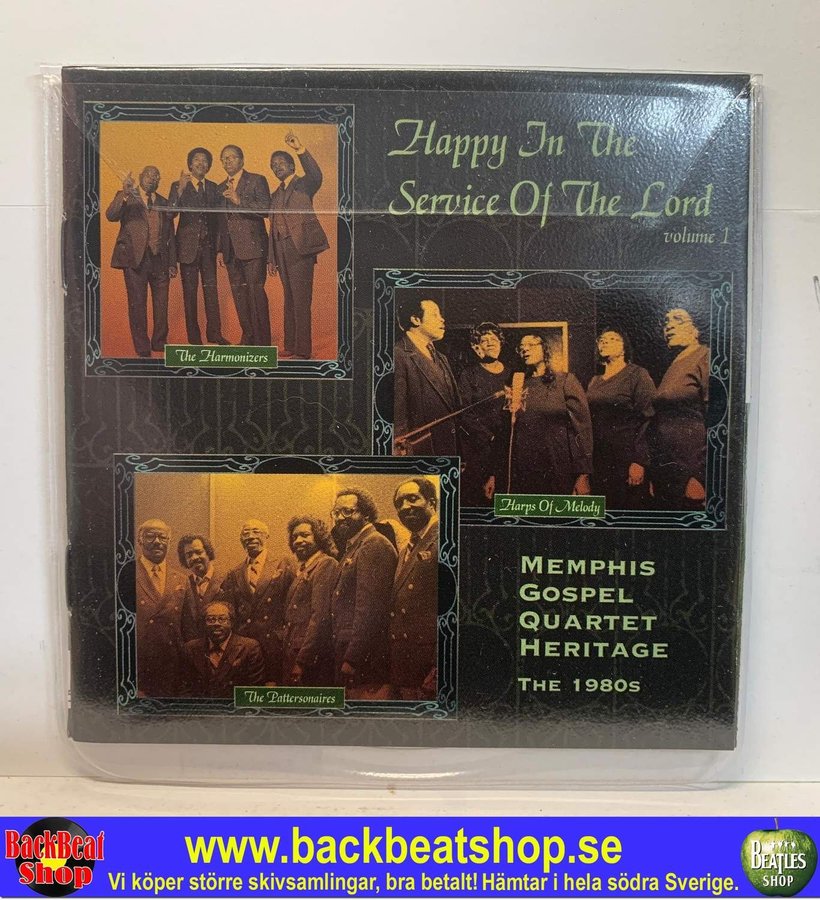 Happy In The
Service Of The Lord
volume 1
The Harmonizers
Harps Of Melody
The Pattersonaires
MEMPHIS
GOSPEL
QUARTET
HERITAGE
THE 1980S
BackBeat
Shop
www.backbeatshop.se
Vi köper större skivsamlingar, bra betalt! Hämtar i hela södra Sverige.
BEATLES
SHOP